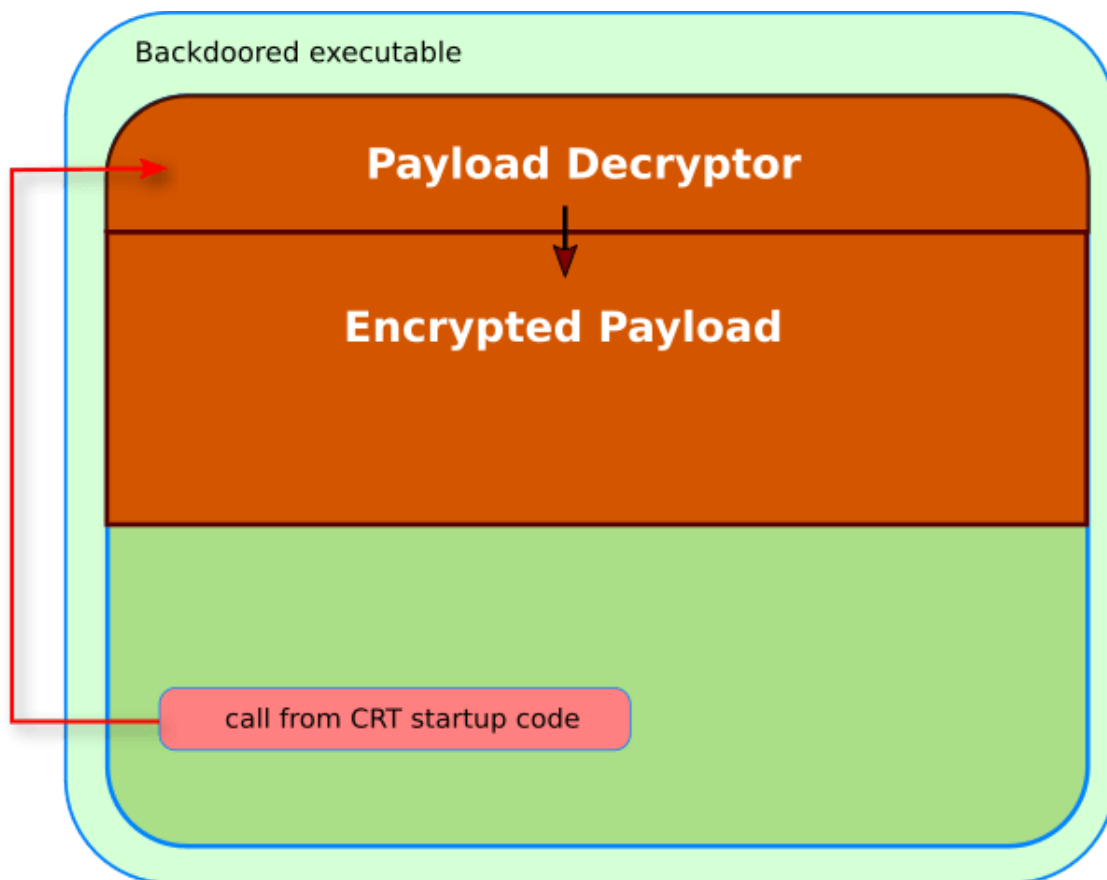 Backdoored executable
Payload Decryptor
Encrypted Payload
call from CRT startup code